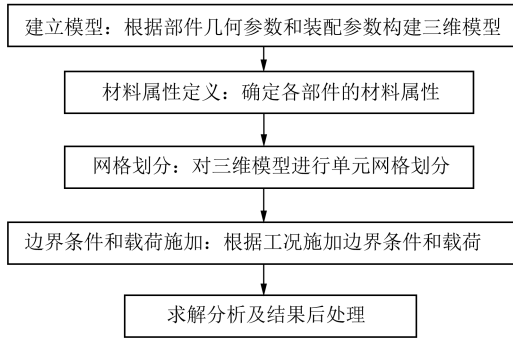 建立模型：根据部件几何参数和装配参数构建三维模型
材料属性定义：确定各部件的材料属性
网格划分：对三维模型进行单元网格划分
边界条件和载荷施加：根据工况施加边界条件和载荷
求解分析及结果后处理